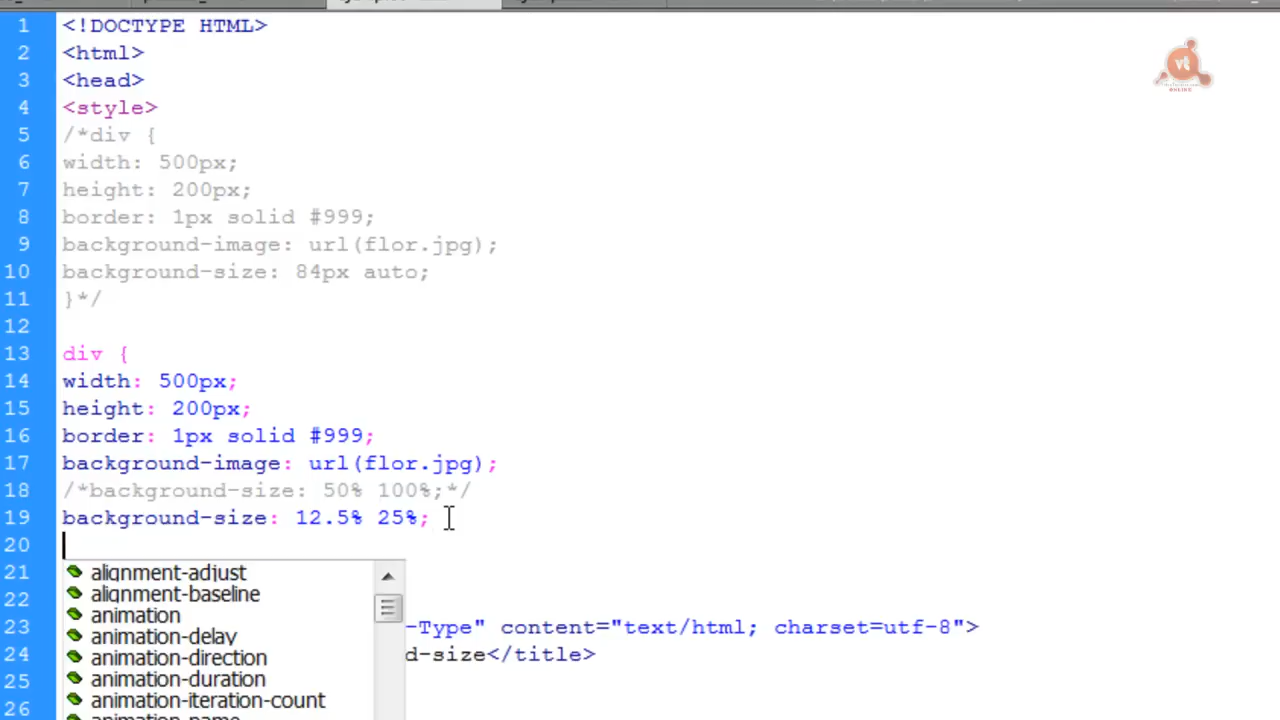 1 <!DOCTYPE HTML>
2 <html>
3 <head>
4 <style>
5 /*div {
6 width: 500px;
7 height: 200px;
8 border: 1px solid #999;
9 background-image: url(flor.jpg);
10 background-size: 84px auto;
11 }*/
12
13 div {
14 width: 500px;
15 height: 200px;
16 border: 1px solid #999;
17 background-image: url(flor.jpg);
18 /*background-size: 50% 100%;*/
19 background-size: 12.5% 25%;
20
21 alignment-adjust
22 alignment-baseline
animation
23 -Type" content="text/html; charset=utf-8">
animation-delay
24 d-size</title>
animation-direction
25 animation-duration
26 animation-iteration-count
animation-name
vt